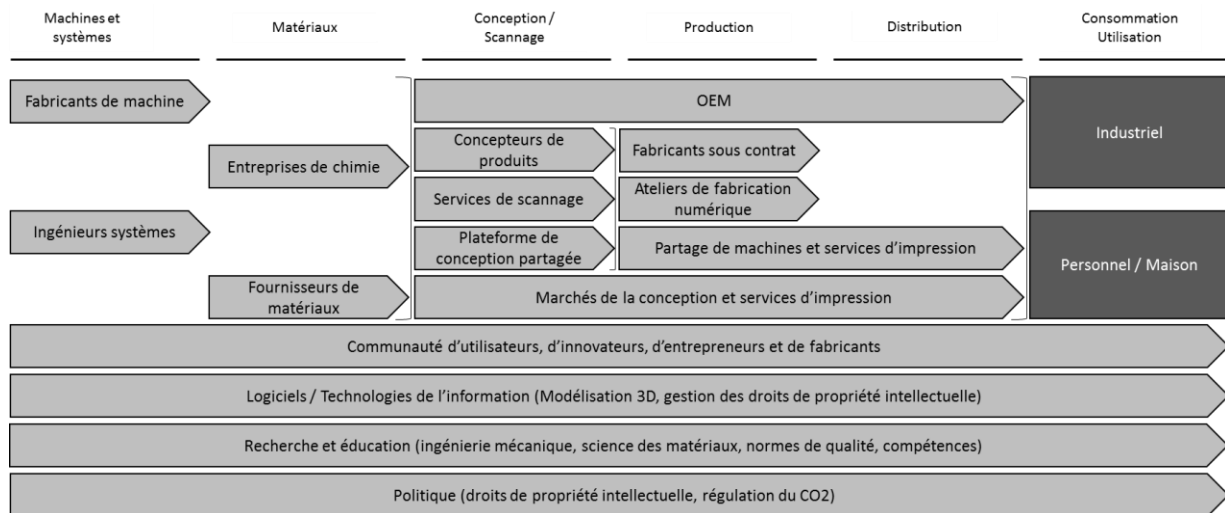 Machines et
systèmes
Matériaux
Conception /
Scannage
Production
Distribution
Consommation
Utilisation
Fabricants de machine
OEM
Industriel
Concepteurs de
produits
Fabricants sous contrat
Entreprises de chimie
Services de scannage
Ateliers de fabrication
numérique
Ingénieurs systèmes
Plateforme de
conception partagée
Partage de machines et services d’impression
Personnel / Maison
Fournisseurs de
matériaux
Marchés de la conception et services d’impression
Communauté d’utilisateurs, d’innovateurs, d’entrepreneurs et de fabricants
Logiciels / Technologies de l’information (Modélisation 3D, gestion des droits de propriété intellectuelle)
Recherche et éducation (ingénierie mécanique, science des matériaux, normes de qualité, compétences)
Politique (droits de propriété intellectuelle, régulation du CO2)